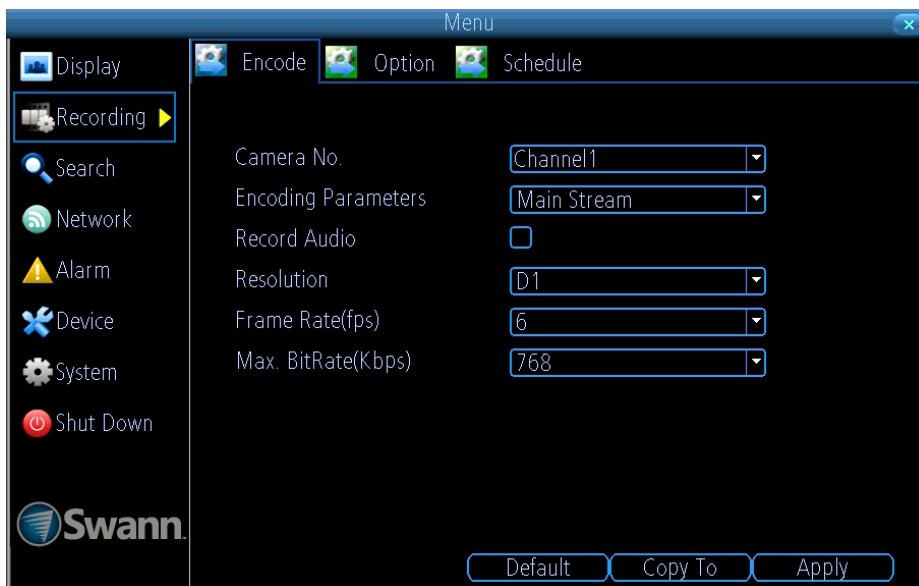 Menu
Display
Recording
Search
Network
Alarm
Device
System
Shut Down
Swann
Encode Option Schedule
Camera No. Channel1
Encoding Parameters Main Stream
Record Audio
Resolution D1
Frame Rate(fps) 6
Max. BitRate(Kbps) 768
Default Copy To Apply